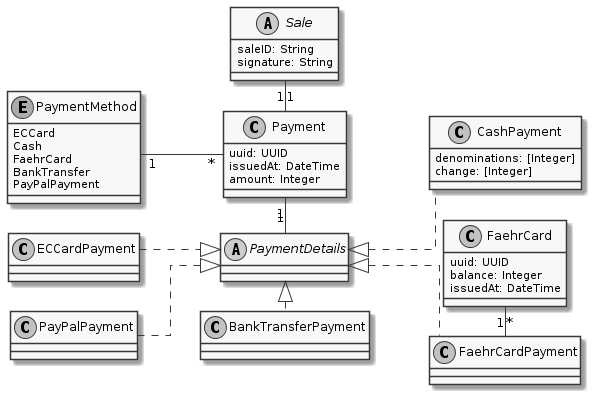 A Sale
saleID: String
signature: String
1 1
E PaymentMethod
ECCard
Cash
FaehrCard
BankTransfer
PayPalPayment
1
*
C Payment
uuid: UUID
issuedAt: DateTime
amount: Integer
1
1
C CashPayment
denominations: [Integer]
change: [Integer]
C ECCardPayment
A PaymentDetails
C FaehrCard
uuid: UUID
balance: Integer
issuedAt: DateTime
1 *
C PayPalPayment
C BankTransferPayment
C FaehrCardPayment